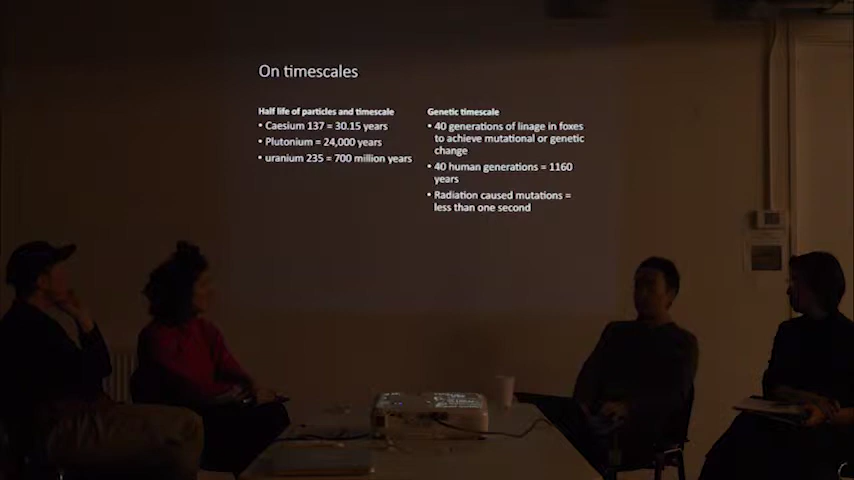 On timescales
Half life of particles and timescale
• Caesium 137 = 30.15 years
• Plutonium = 24,000 years
• uranium 235 = 700 million years
Genetic timescale
• 40 generations of linage in foxes
to achieve mutational or genetic
change
• 40 human generations = 1160
years
• Radiation caused mutations =
less than one second